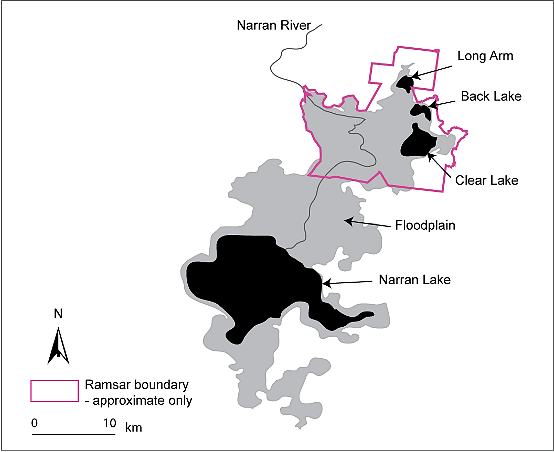 Narran River
Long Arm
Back Lake
Clear Lake
Floodplain
Narran Lake
N
Ramsar boundary
- approximate only
0 10 km